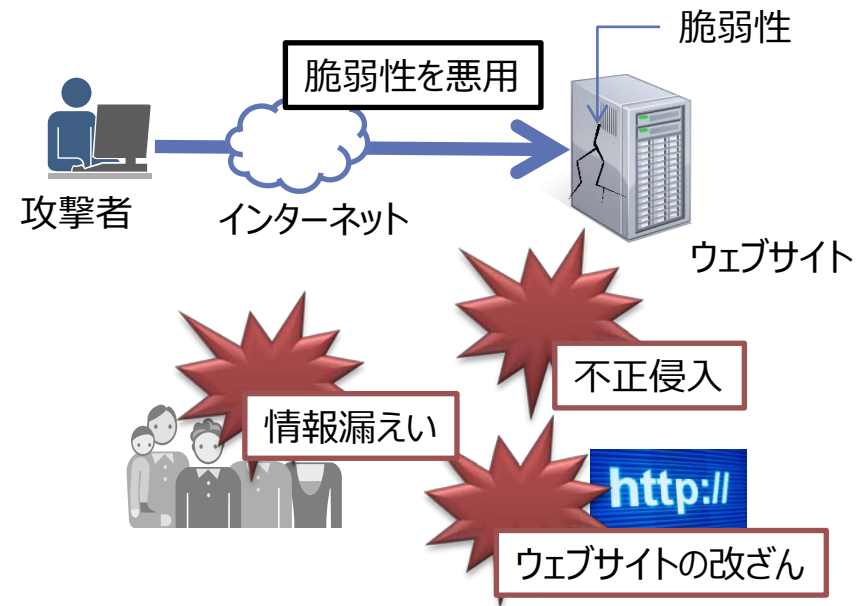 脆弱性
脆弱性を悪用
攻撃者
インターネット
ウェブサイト
不正侵入
情報漏えい
http://
ウェブサイトの改ざん